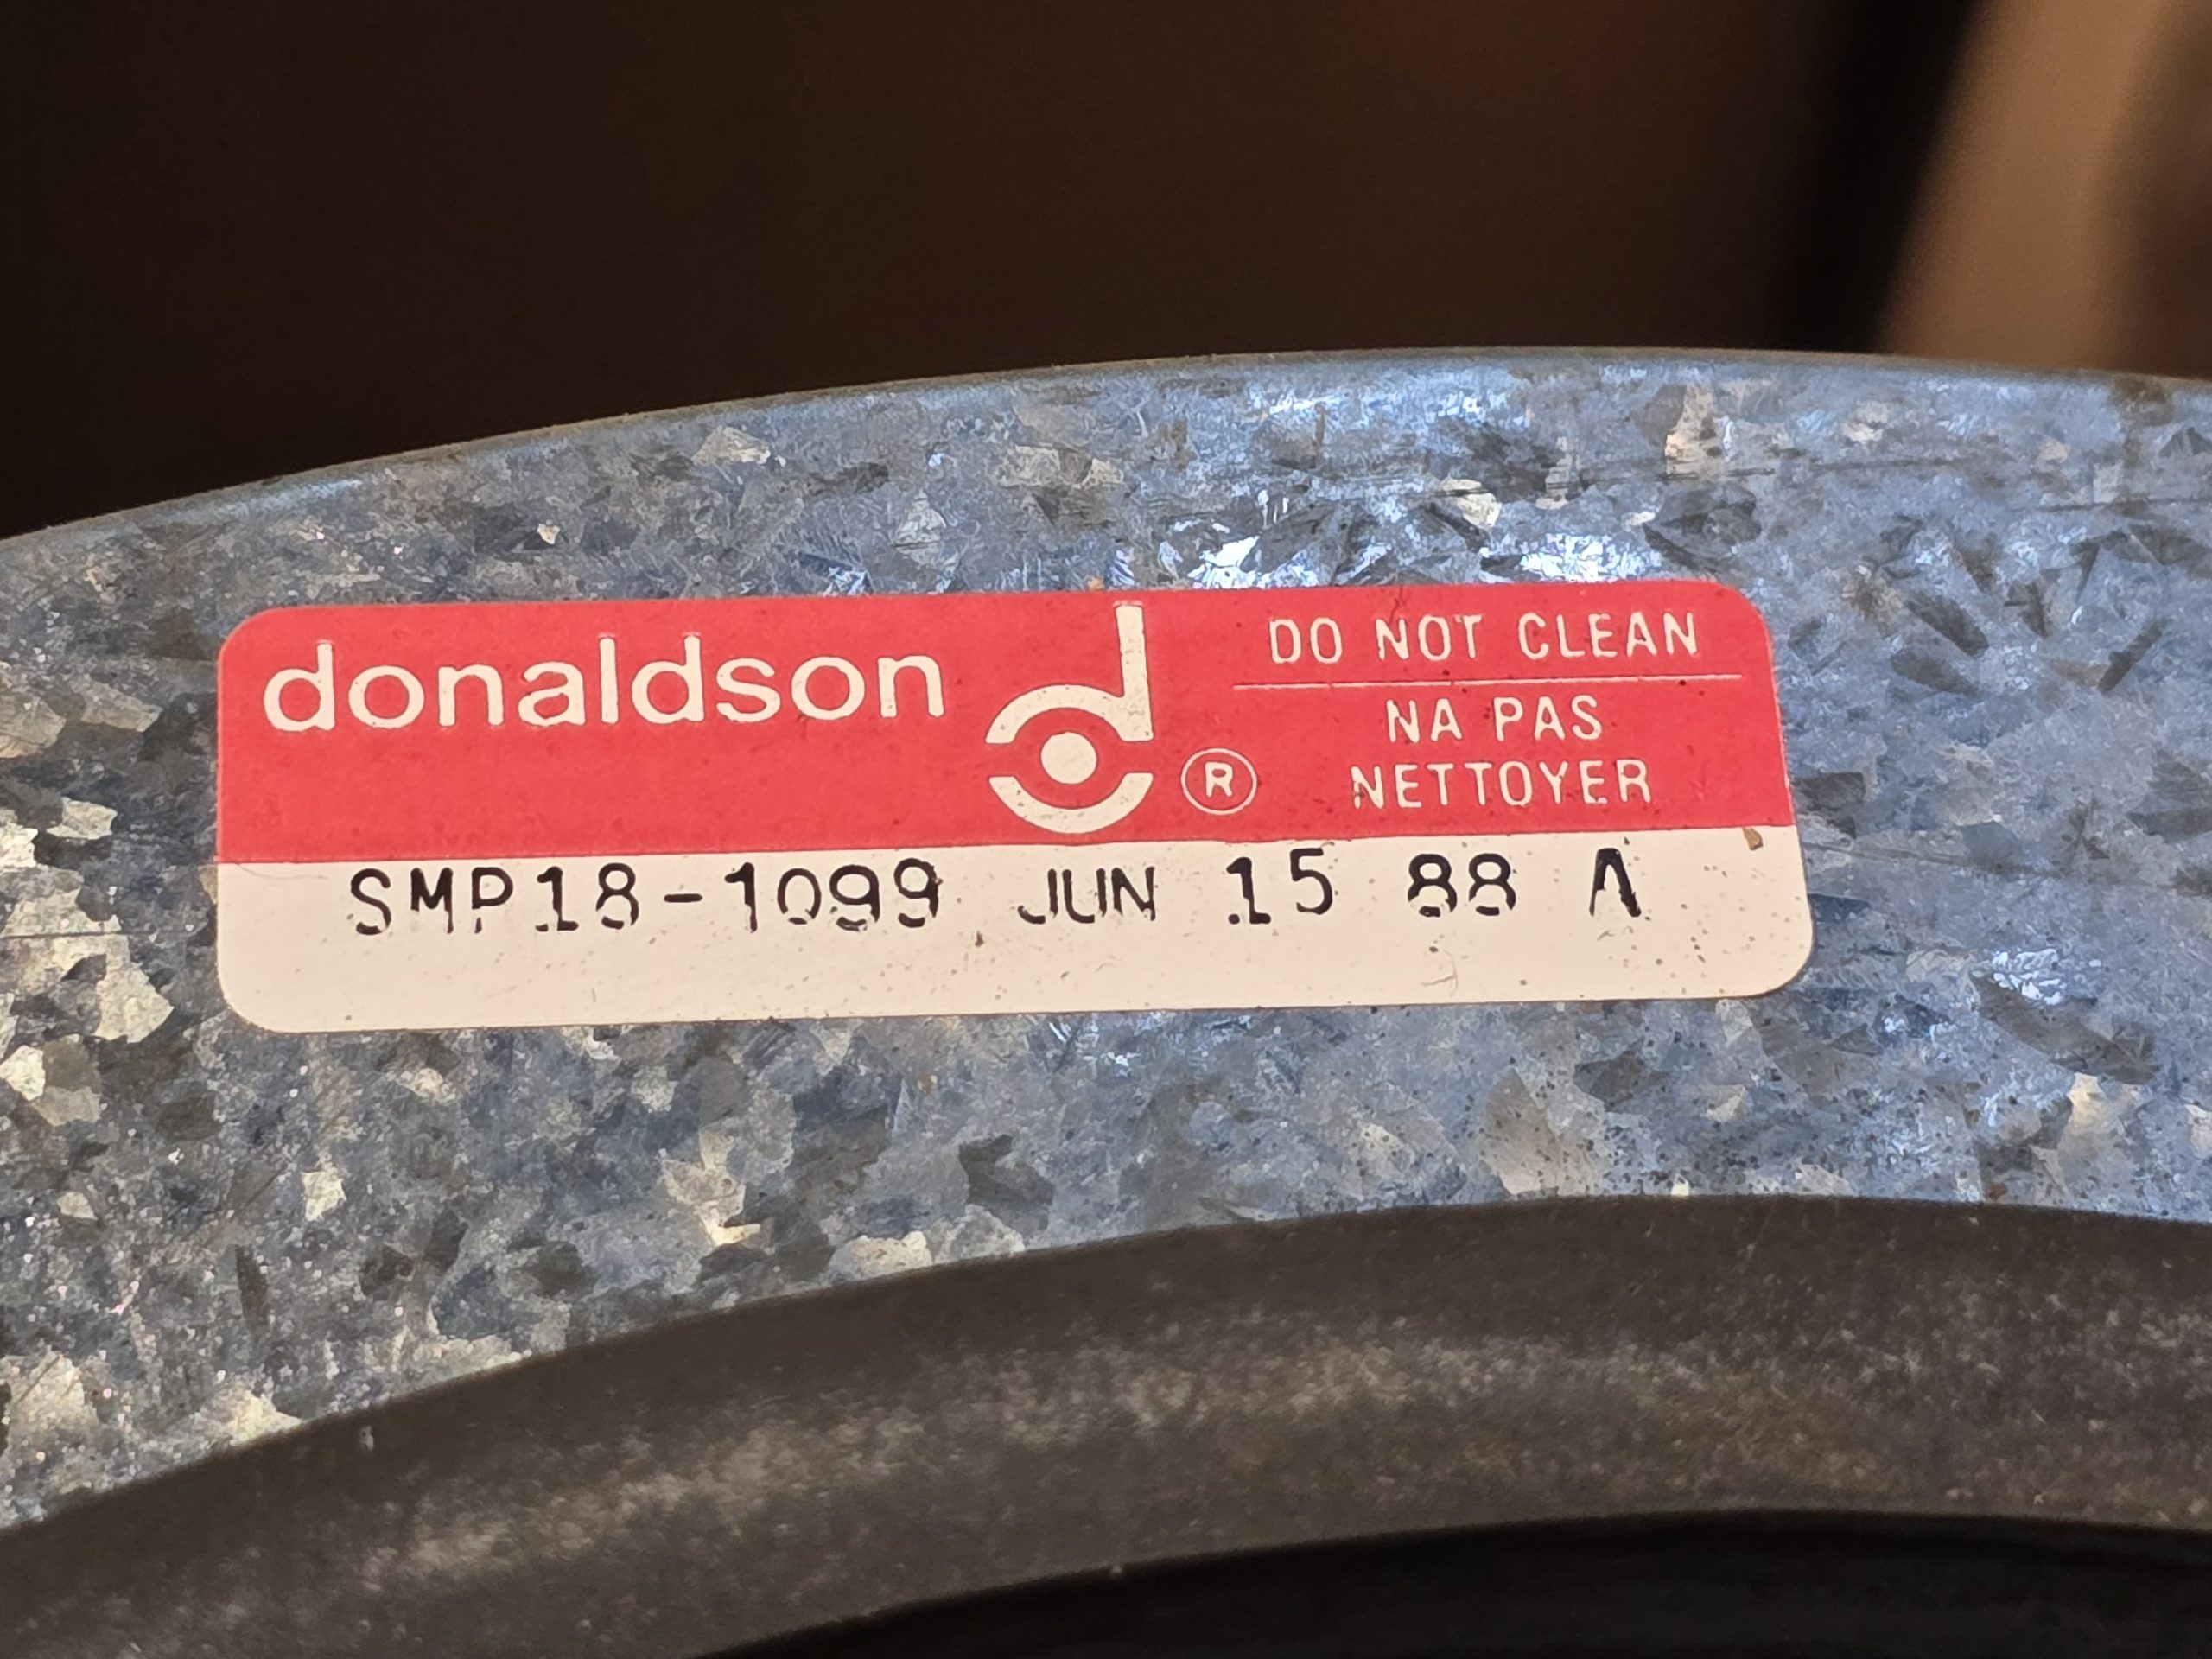 donaldson
®
DO NOT CLEAN
NA PAS
NETTOYER
SMP18-1099 JUN 15 88 A